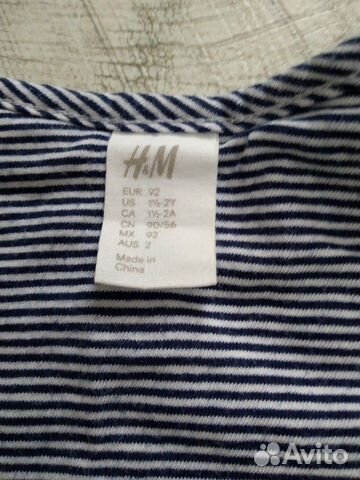 H&M
EUR 92
US 1½-2Y
CA 1½-2A
CN 90/56
MX 92
AUS 2
Made in
China
Avito